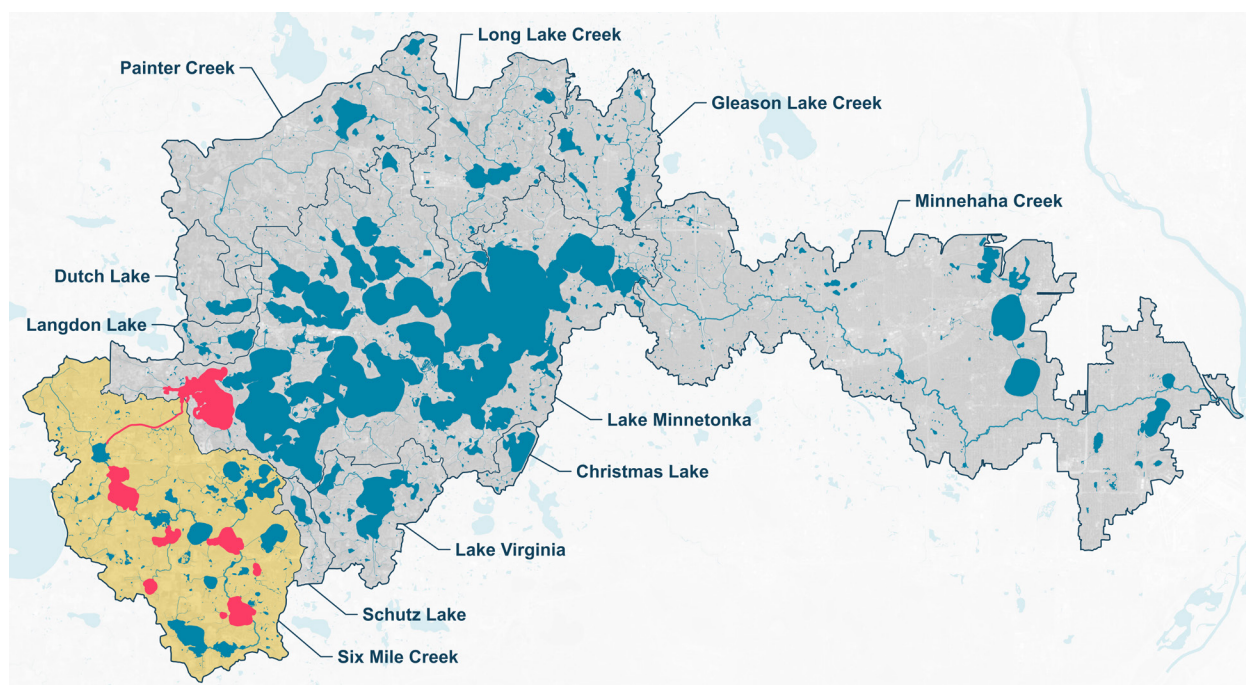 Long Lake Creek
Painter Creek
Gleason Lake Creek
Minnehaha Creek
Dutch Lake
Langdon Lake
Lake Minnetonka
Christmas Lake
Lake Virginia
Schutz Lake
Six Mile Creek